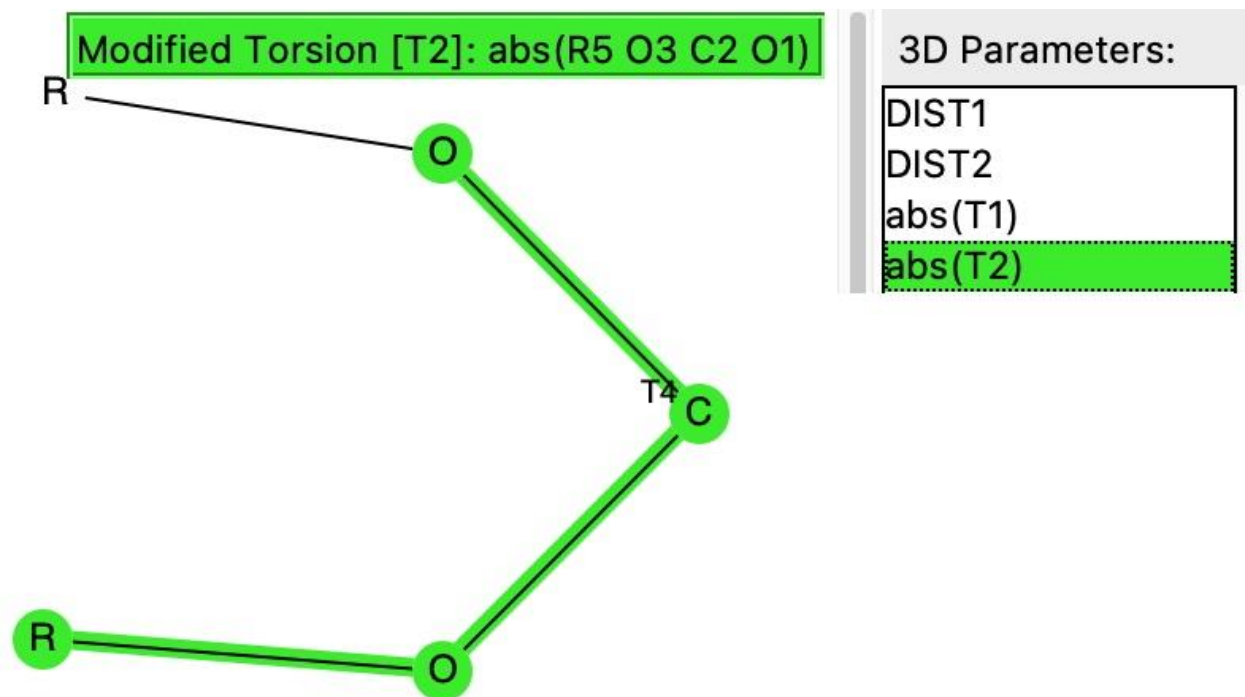 Modified Torsion [T2]: abs(R5 O3 C2 O1)
3D Parameters:
DIST1
DIST2
abs(T1)
abs(T2)
R
O
T4
C
R
O